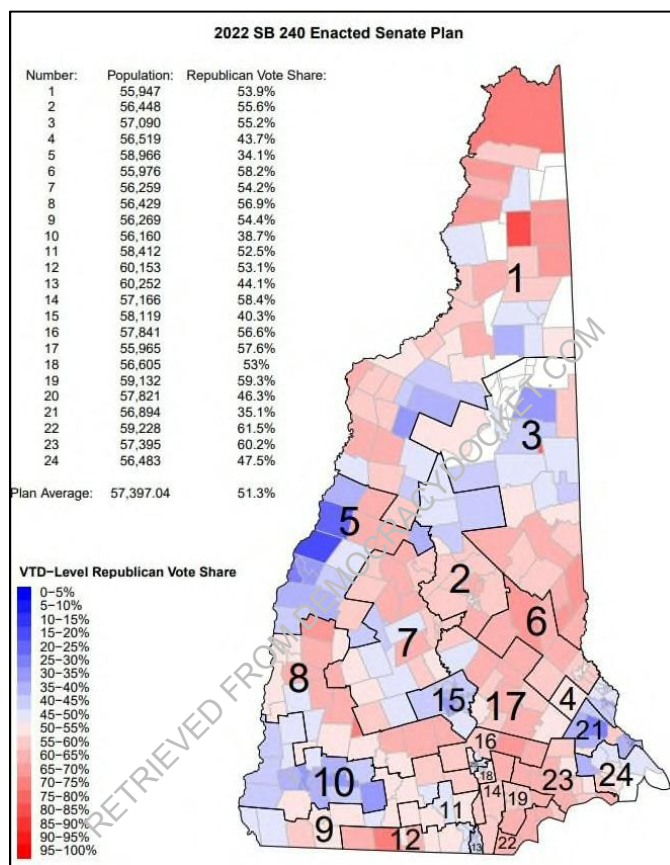 2022 SB 240 Enacted Senate Plan
Number: Population: Republican Vote Share:
1 55,947 53.9%
2 56,448 55.6%
3 57,090 55.2%
4 56,519 43.7%
5 58,966 34.1%
6 55,976 58.2%
7 56,259 54.2%
8 56,429 56.9%
9 56,269 54.4%
10 56,160 38.7%
11 58,412 52.5%
12 60,153 53.1%
13 60,252 44.1%
14 57,166 58.4%
15 58,119 40.3%
16 57,841 56.6%
17 55,965 57.6%
18 56,605 53%
19 59,132 59.3%
20 57,821 46.3%
21 56,894 35.1%
22 59,228 61.5%
23 57,395 60.2%
24 56,483 47.5%
Plan Average: 57,397.04 51.3%
1
3
5
2
6
7
8
15
17
4
21
16
18
10
23
24
14
19
11
9
12
13
22
VTD-Level Republican Vote Share
0-5%
5-10%
10-15%
15-20%
20-25%
25-30%
30-35%
35-40%
40-45%
45-50%
50-55%
55-60%
60-65%
65-70%
70-75%
75-80%
80-85%
85-90%
90-95%
95-100%
RETRIEVED FROM DEMOCRACYDOCKET.COM